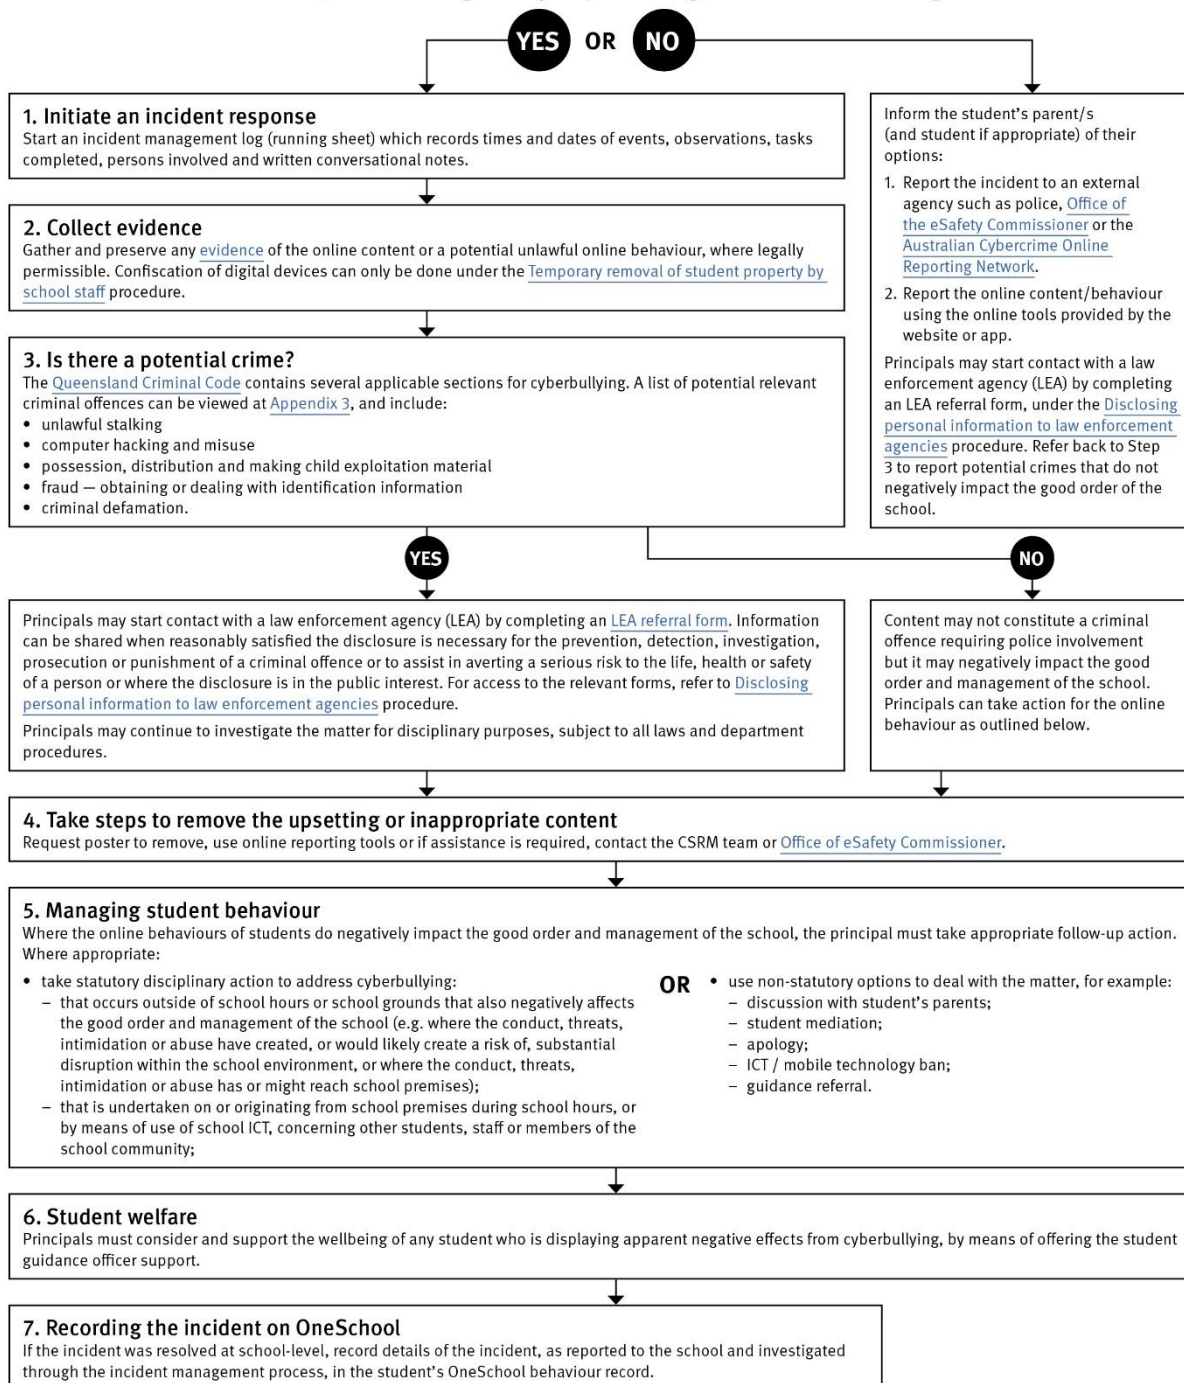 YES OR NO
1. Initiate an incident response
Start an incident management log (running sheet) which records times and dates of events, observations, tasks
completed, persons involved and written conversational notes.
2. Collect evidence
Gather and preserve any evidence of the online content or a potential unlawful online behaviour, where legally
permissible. Confiscation of digital devices can only be done under the Temporary removal of student property by
school staff procedure.
3. Is there a potential crime?
The Queensland Criminal Code contains several applicable sections for cyberbullying. A list of potential relevant
criminal offences can be viewed at Appendix 3, and include:
• unlawful stalking
• computer hacking and misuse
• possession, distribution and making child exploitation material
• fraud — obtaining or dealing with identification information
• criminal defamation.
Inform the student's parent/s
(and student if appropriate) of their
options:
1. Report the incident to an external
agency such as police, Office of
the eSafety Commissioner or the
Australian Cybercrime Online
Reporting Network.
2. Report the online content/behaviour
using the online tools provided by the
website or app.
Principals may start contact with a law
enforcement agency (LEA) by completing
an LEA referral form, under the Disclosing
personal information to law enforcement
agencies procedure. Refer back to Step
3 to report potential crimes that do not
negatively impact the good order of the
school.
YES
NO
Principals may start contact with a law enforcement agency (LEA) by completing an LEA referral form. Information
can be shared when reasonably satisfied the disclosure is necessary for the prevention, detection, investigation,
prosecution or punishment of a criminal offence or to assist in averting a serious risk to the life, health or safety
of a person or where the disclosure is in the public interest. For access to the relevant forms, refer to Disclosing
personal information to law enforcement agencies procedure.
Principals may continue to investigate the matter for disciplinary purposes, subject to all laws and department
procedures.
Content may not constitute a criminal
offence requiring police involvement
but it may negatively impact the good
order and management of the school.
Principals can take action for the online
behaviour as outlined below.
4. Take steps to remove the upsetting or inappropriate content
Request poster to remove, use online reporting tools or if assistance is required, contact the CSRM team or Office of eSafety Commissioner.
5. Managing student behaviour
Where the online behaviours of students do negatively impact the good order and management of the school, the principal must take appropriate follow-up action.
Where appropriate:
• take statutory disciplinary action to address cyberbullying:
– that occurs outside of school hours or school grounds that also negatively affects
the good order and management of the school (e.g. where the conduct, threats,
intimidation or abuse have created, or would likely create a risk of, substantial
disruption within the school environment, or where the conduct, threats,
intimidation or abuse has or might reach school premises);
– that is undertaken on or originating from school premises during school hours, or
by means of use of school ICT, concerning other students, staff or members of the
school community;
OR
• use non-statutory options to deal with the matter, for example:
– discussion with student's parents;
– student mediation;
– apology;
– ICT / mobile technology ban;
– guidance referral.
6. Student welfare
Principals must consider and support the wellbeing of any student who is displaying apparent negative effects from cyberbullying, by means of offering the student
guidance officer support.
7. Recording the incident on OneSchool
If the incident was resolved at school-level, record details of the incident, as reported to the school and investigated
through the incident management process, in the student's OneSchool behaviour record.